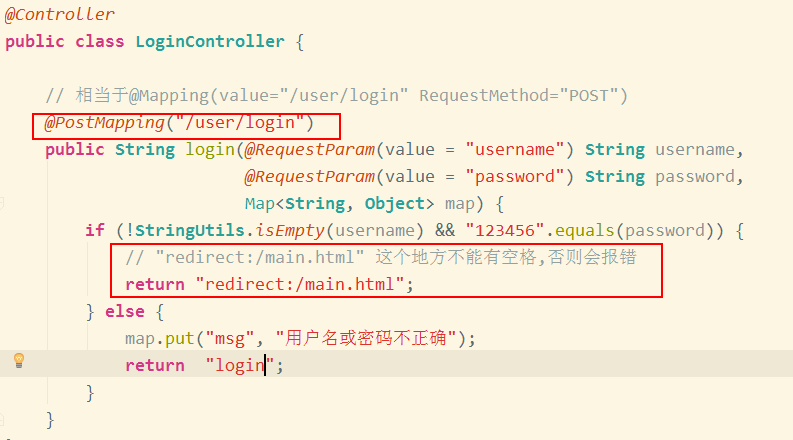 @Controller
public class LoginController {
// 相当于@Mapping(value="/user/login" RequestMethod="POST")
@PostMapping("/user/login")
public String login(@RequestParam(value = "username") String username,
@RequestParam(value = "password") String password,
Map<String, Object> map) {
if (!StringUtils.isEmpty(username) && "123456".equals(password)) {
// "redirect:/main.html" 这个地方不能有空格,否则会报错
return "redirect:/main.html";
} else {
map.put("msg", "用户名或密码不正确");
return  "login";
}
}